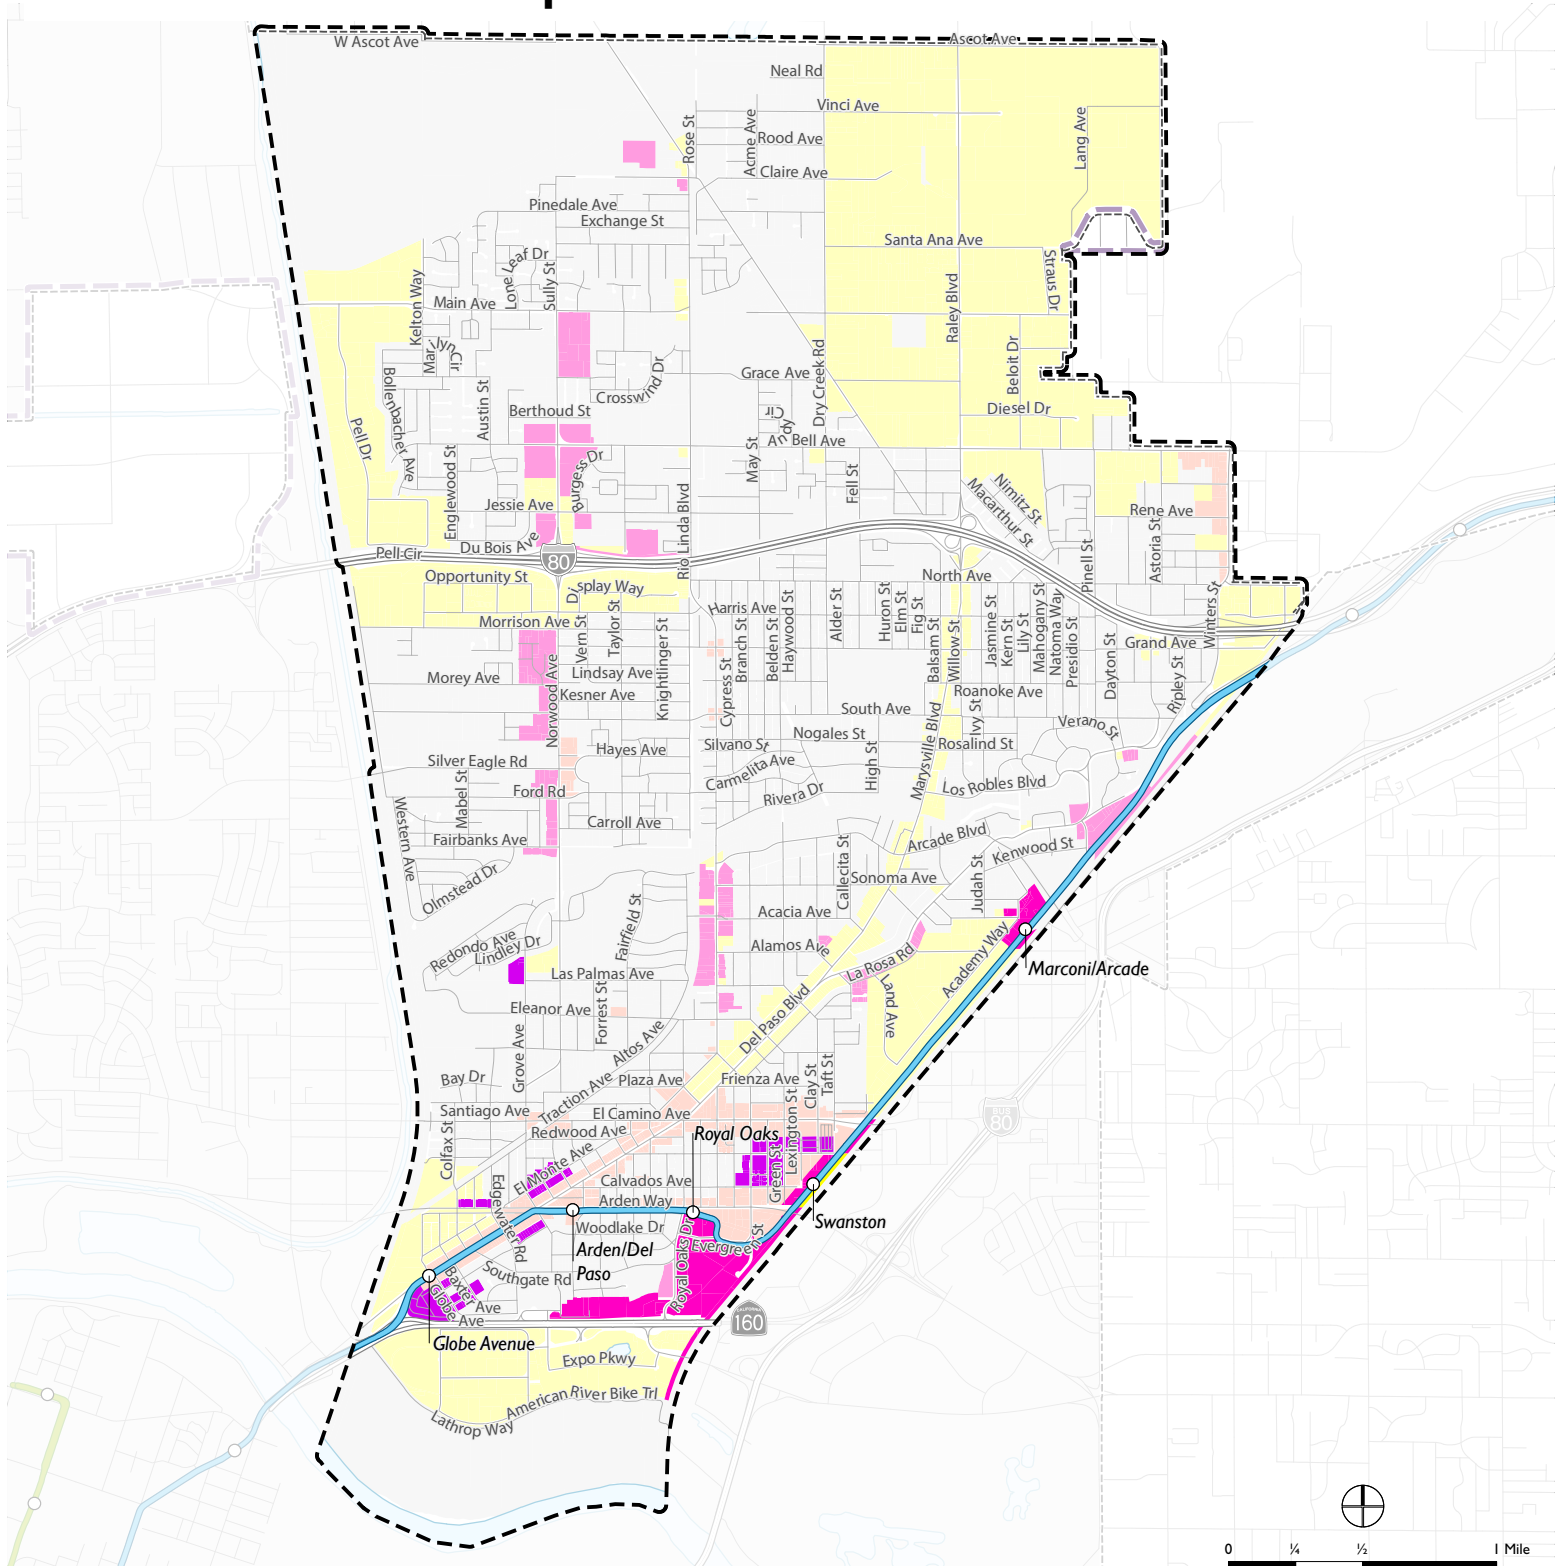 W Ascot Ave
Ascot Ave
Neal Rd
Vinci Ave
Rose St
Acme Ave
Rood Ave
Lang Ave
Claire Ave
Pinedale Ave
Exchange St
Santa Ana Ave
Lone Leaf Dr
Sully St
Kelton Way
Straus Dr
Main Ave
Raley Blvd
Marilyn Cir
Beloit Dr
Dry Creek Rd
Grace Ave
Bollenbacher Ave
Austin St
Crosswind Dr
Berthoud St
Andy Cir
Diesel Dr
Pell Dr
Bell Ave
May St
Englewood St
Burgess Dr
Fell St
Nimitz St
Macarthur St
Jessie Ave
Rio Linda Blvd
Rene Ave
Astoria St
Du Bois Ave
Pell Cir
80
Pinell St
Opportunity St
Display Way
North Ave
Winters St
Harris Ave
Morrison Ave
Vern St
Taylor St
Knightlinger St
Branch St
Belden St
Haywood St
Alder St
Huron St
Elm St
Fig St
Balsam St
Willow St
Jasmine St
Kern St
Lily St
Mahogany St
Natoma Way
Presidio St
Dayton St
Grand Ave
Ripley St
Lindsay Ave
Morey Ave
Kesner Ave
Norwood Ave
Cypress St
Roanoke Ave
South Ave
Ivy St
Verano St
Nogales St
Silvano St
Hayes Ave
Rosalind St
Marysville Blvd
High St
Silver Eagle Rd
Carmelita Ave
Mabel St
Ford Rd
Rivera Dr
Los Robles Blvd
Western Ave
Carroll Ave
Fairbanks Ave
Arcade Blvd
Kenwood St
Callecita St
Olmstead Dr
Sonoma Ave
Judah St
Fairfield St
Acacia Ave
Redondo Ave
Lindley Dr
Alamos Ave
La Rosa Rd
Academy Way
Marconi/Arcade
Las Palmas Ave
Land Ave
Eleanor Ave
Forrest St
Del Paso Blvd
Altos Ave
Grove Ave
Bay Dr
Traction Ave
Plaza Ave
Frienza Ave
Clay St
Taft St
BUS
80
Santiago Ave
El Camino Ave
Lexington St
Colfax St
Redwood Ave
Royal Oaks
El Monte Ave
Green St
Calvados Ave
Edgewater Rd
Arden Way
Swanston
Woodlake Dr
Arden/Del
Paso
Evergreen St
Royal Oaks Dr
Southgate Rd
Baxter Ave
Globe Ave
CALIFORNIA
160
Globe Avenue
Expo Pkwy
American River Bike Trl
Lathrop Way
0 ¼ ½ 1 Mile